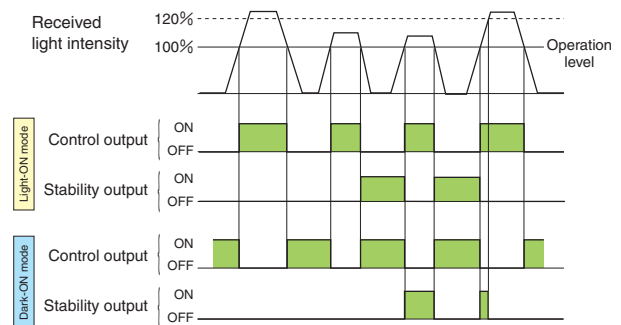 Received
light intensity
120%
100%
Operation
level
Light-ON mode
Control output
ON
OFF
Stability output
ON
OFF
Dark-ON mode
Control output
ON
OFF
Stability output
ON
OFF